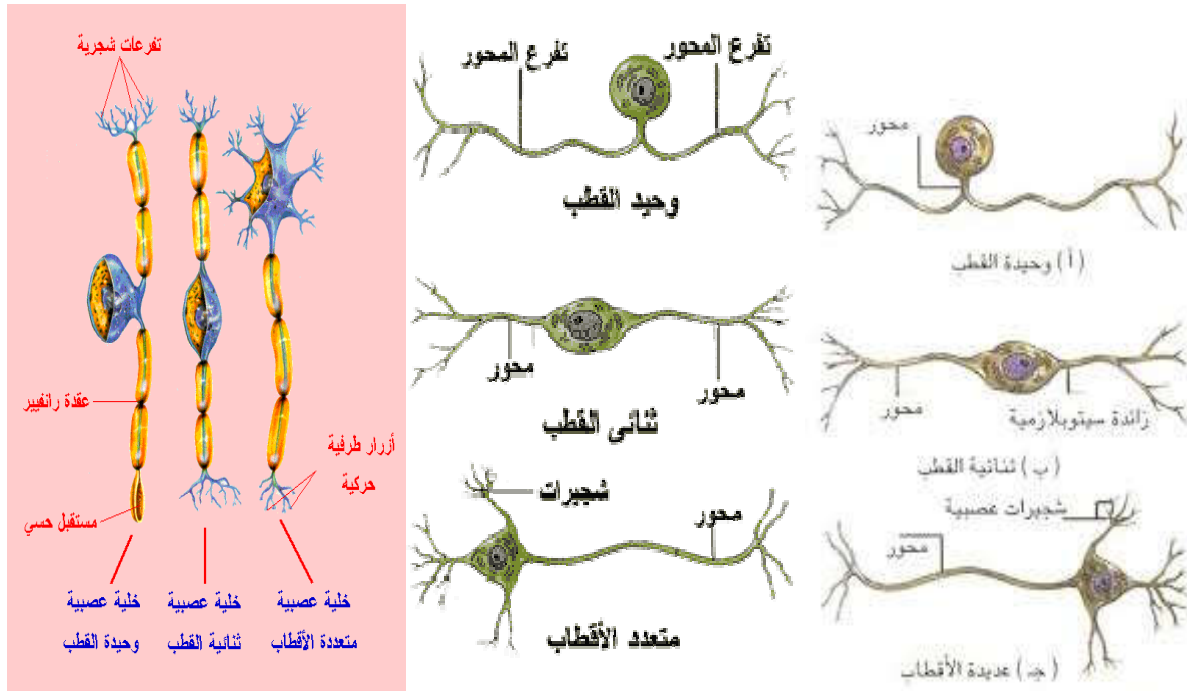 تفرعات شجرية
عقدة رانفيير
أزرار طرفية
حركية
مستقبل حسي
خلية عصبية
متعددة الأقطاب
خلية عصبية
ثنائية القطب
خلية عصبية
وحيدة القطب
تفرع المحور
تفرع المحور
وحيد القطب
محور
محور
ثنائى القطب
شجيرات
محور
متعدد الأقطاب
محور
(أ) وحيدة القطب
زائدة سيتوبلازمية
محور
(ب) ثنائية القطب
شجيرات عصبية
محور
(جـ) عديدة الأقطاب